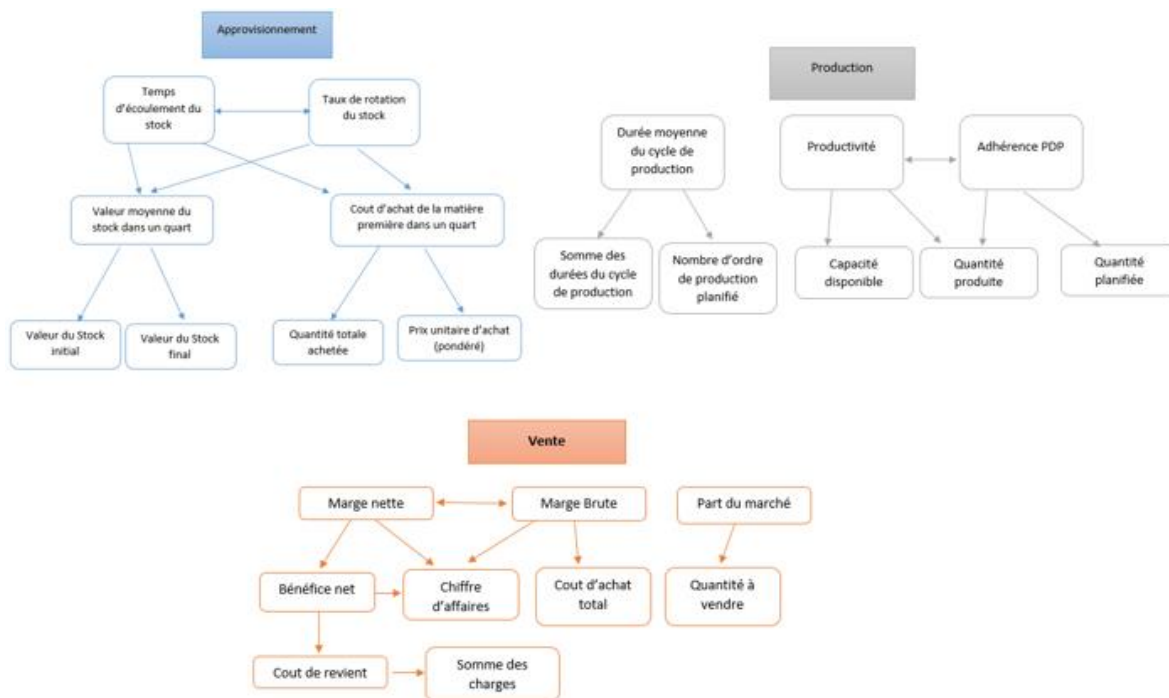 Approvisionnement
Temps
d'écoulement du
stock
Taux de rotation
du stock
Valeur moyenne du
stock dans un quart
Cout d'achat de la matière
première dans un quart
Valeur du Stock
initial
Valeur du Stock
final
Quantité totale
achetée
Prix unitaire d'achat
(pondéré)
Production
Durée moyenne
du cycle de
production
Productivité
Adhérence PDP
Somme des
durées du cycle
de production
Nombre d'ordre
de production
planifié
Capacité
disponible
Quantité
produite
Quantité
planifiée
Vente
Marge nette
Marge Brute
Part du marché
Bénéfice net
Chiffre
d'affaires
Cout d'achat
total
Quantité à
vendre
Cout de revient
Somme des
charges